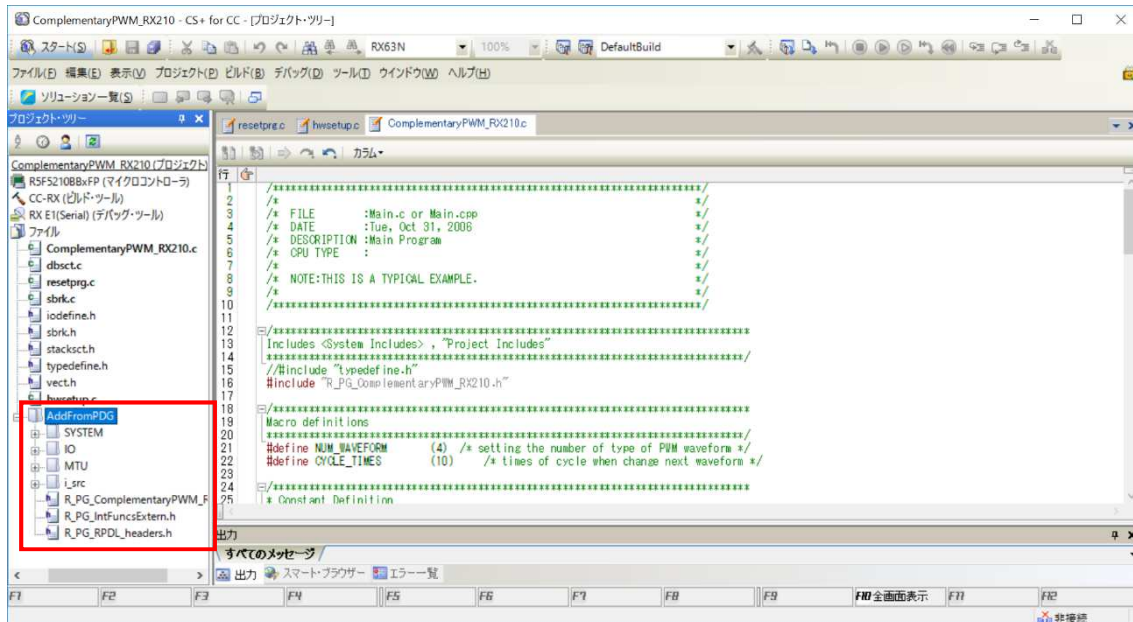 ComplementaryPWM_RX210 - CS+ for CC - [プロジェクト・ツリー]
スタート(S) RX63N 100% DefaultBuild
ファイル(F) 編集(E) 表示(V) プロジェクト(P) ビルド(B) デバッグ(D) ツール(T) ウインドウ(W) ヘルプ(H)
ソリューション一覧(S)
プロジェクト・ツリー
ComplementaryPWM_RX210 (プロジェクト)
R5F5210BBxFP (マイクロコントローラ)
CC-RX (ビルド・ツール)
RX E1(Serial) (デバッグ・ツール)
ファイル
ComplementaryPWM_RX210.c
dbsct.c
resetprg.c
sbrk.c
iodefine.h
sbrk.h
stacksct.h
typedefine.h
vect.h
hwsetup.c
AddFromPDG
SYSTEM
IO
MTU
i_src
R_PG_ComplementaryPWM_R
R_PG_IntFuncsExtern.h
R_PG_RPDL_headers.h
resetprg.c hwsetup.c ComplementaryPWM_RX210.c
カラム
行
1 /***********************************************************************/
2 /* */
3 /* FILE :Main.c or Main.cpp */
4 /* DATE :Tue, Oct 31, 2006 */
5 /* DESCRIPTION :Main Program */
6 /* CPU TYPE : */
7 /* */
8 /* NOTE:THIS IS A TYPICAL EXAMPLE. */
9 /* */
10 /***********************************************************************/
11
12 /*******************************************************************************
13 Includes <System Includes> , "Project Includes"
14 *******************************************************************************/
15 //#include "typedefine.h"
16 #include "R_PG_ComplementaryPWM_RX210.h"
17
18 /*******************************************************************************
19 Macro definitions
20 *******************************************************************************/
21 #define NUM_WAVEFORM (4) /* setting the number of type of PWM waveform */
22 #define CYCLE_TIMES (10) /* times of cycle when change next waveform */
23
24 /*******************************************************************************
25 * Constant Definition
出力
すべてのメッセージ
出力 スマート・ブラウザー エラー一覧
F1 F2 F3 F4 F5 F6 F7 F8 F9 F10 全画面表示 F11 F12
非接続